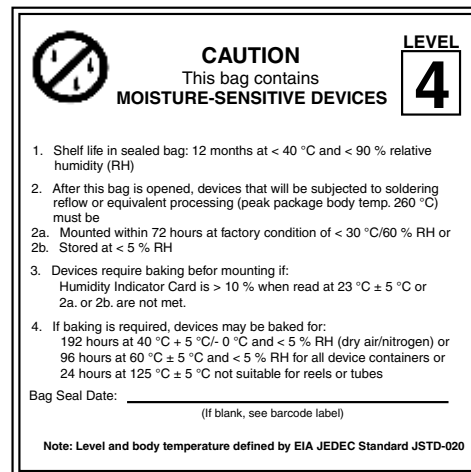 LEVEL
CAUTION
This bag contains
MOISTURE-SENSITIVE DEVICES
4
1. Shelf life in sealed bag: 12 months at < 40 °C and < 90 % relative
humidity (RH)
2. After this bag is opened, devices that will be subjected to soldering
reflow or equivalent processing (peak package body temp. 260 °C)
must be
2a. Mounted within 72 hours at factory condition of < 30 °C/60 % RH or
2b. Stored at < 5 % RH
3. Devices require baking befor mounting if:
Humidity Indicator Card is > 10 % when read at 23 °C ± 5 °C or
2a. or 2b. are not met.
4. If baking is required, devices may be baked for:
192 hours at 40 °C + 5 °C/- 0 °C and < 5 % RH (dry air/nitrogen) or
96 hours at 60 °C ± 5 °C and < 5 % RH for all device containers or
24 hours at 125 °C ± 5 °C not suitable for reels or tubes
Bag Seal Date:
(If blank, see barcode label)
Note: Level and body temperature defined by EIA JEDEC Standard JSTD-020